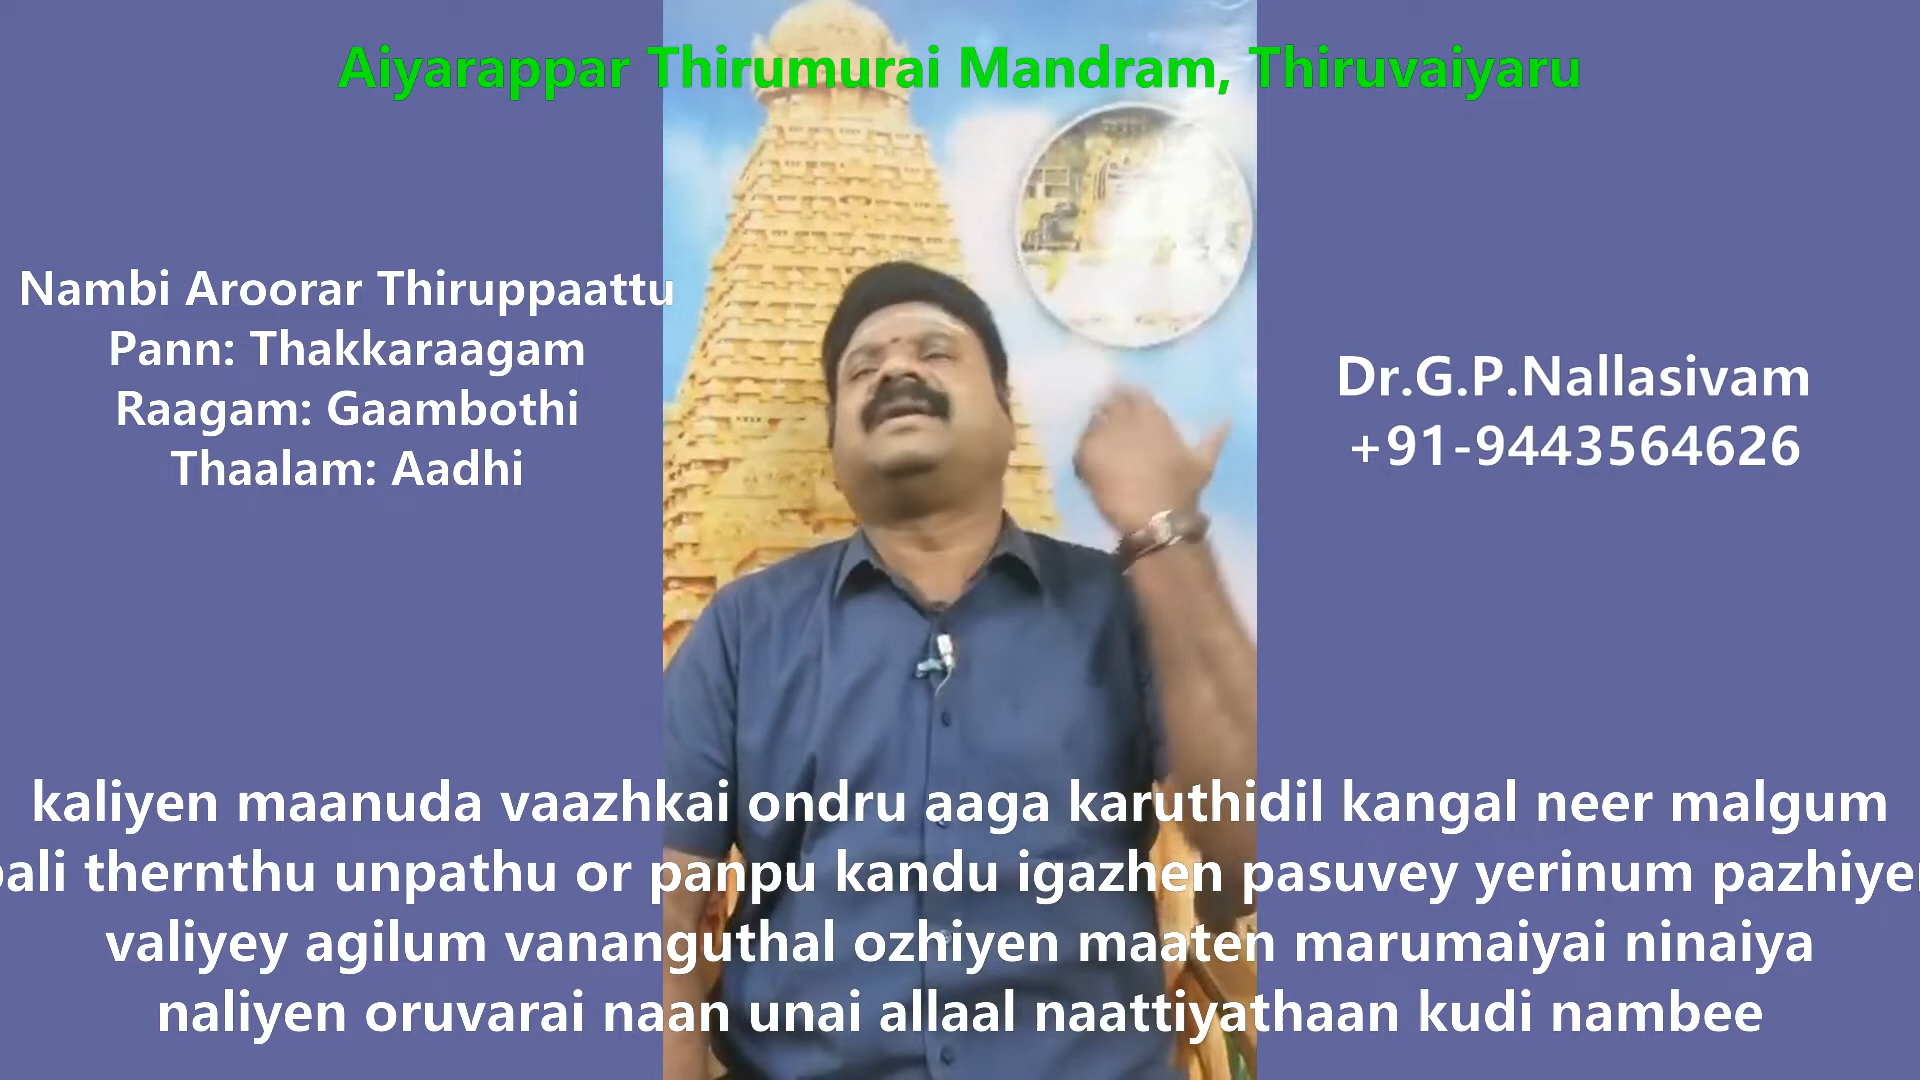 Aiyarappar Thirumurai Mandram, Thiruvaiyaru
Nambi Aroorar Thiruppaattu
Pann: Thakkaraagam
Raagam: Gaambothi
Thaalam: Aadhi
Dr.G.P.Nallasivam
+91-9443564626
kaliyen maanuda vaazhkai ondru aaga karuthidil kangal neer malgum
pali thernthu unpathu or panpu kandu igazhen pasuvey yerinum pazhiyen
valiyey agilum vananguthal ozhiyen maaten marumaiyai ninaiya
naliyen oruvarai naan unai allaal naattiyathaan kudi nambee